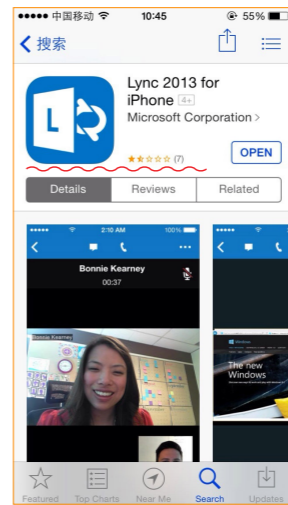 中国移动 10:45 55%
搜索
Lync 2013 for
iPhone 4+
Microsoft Corporation >
(7) OPEN
Details Reviews Related
2:10 AM 100%
Bonnie Kearney
00:37
Bonnie Kearney
The new
Windows
Featured Top Charts Near Me Search Updates